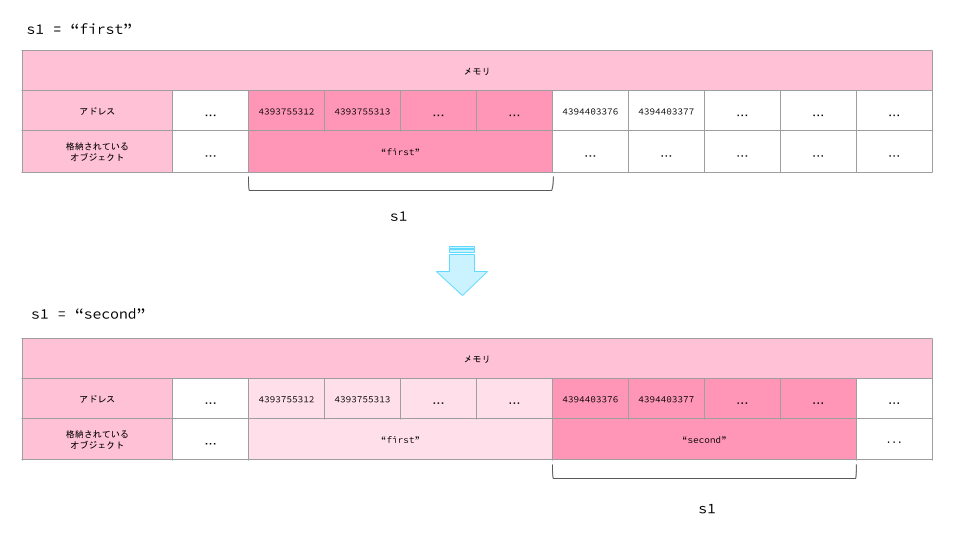 s1 = “first”
メモリ
アドレス ... 4393755312 4393755313 ... ... 4394403376 4394403377 ... ... ...
格納されている
オブジェクト ... “first” ... ... ... ... ...
s1
s1 = “second”
メモリ
アドレス ... 4393755312 4393755313 ... ... 4394403376 4394403377 ... ... ...
格納されている
オブジェクト ... “first” “second” ...
s1